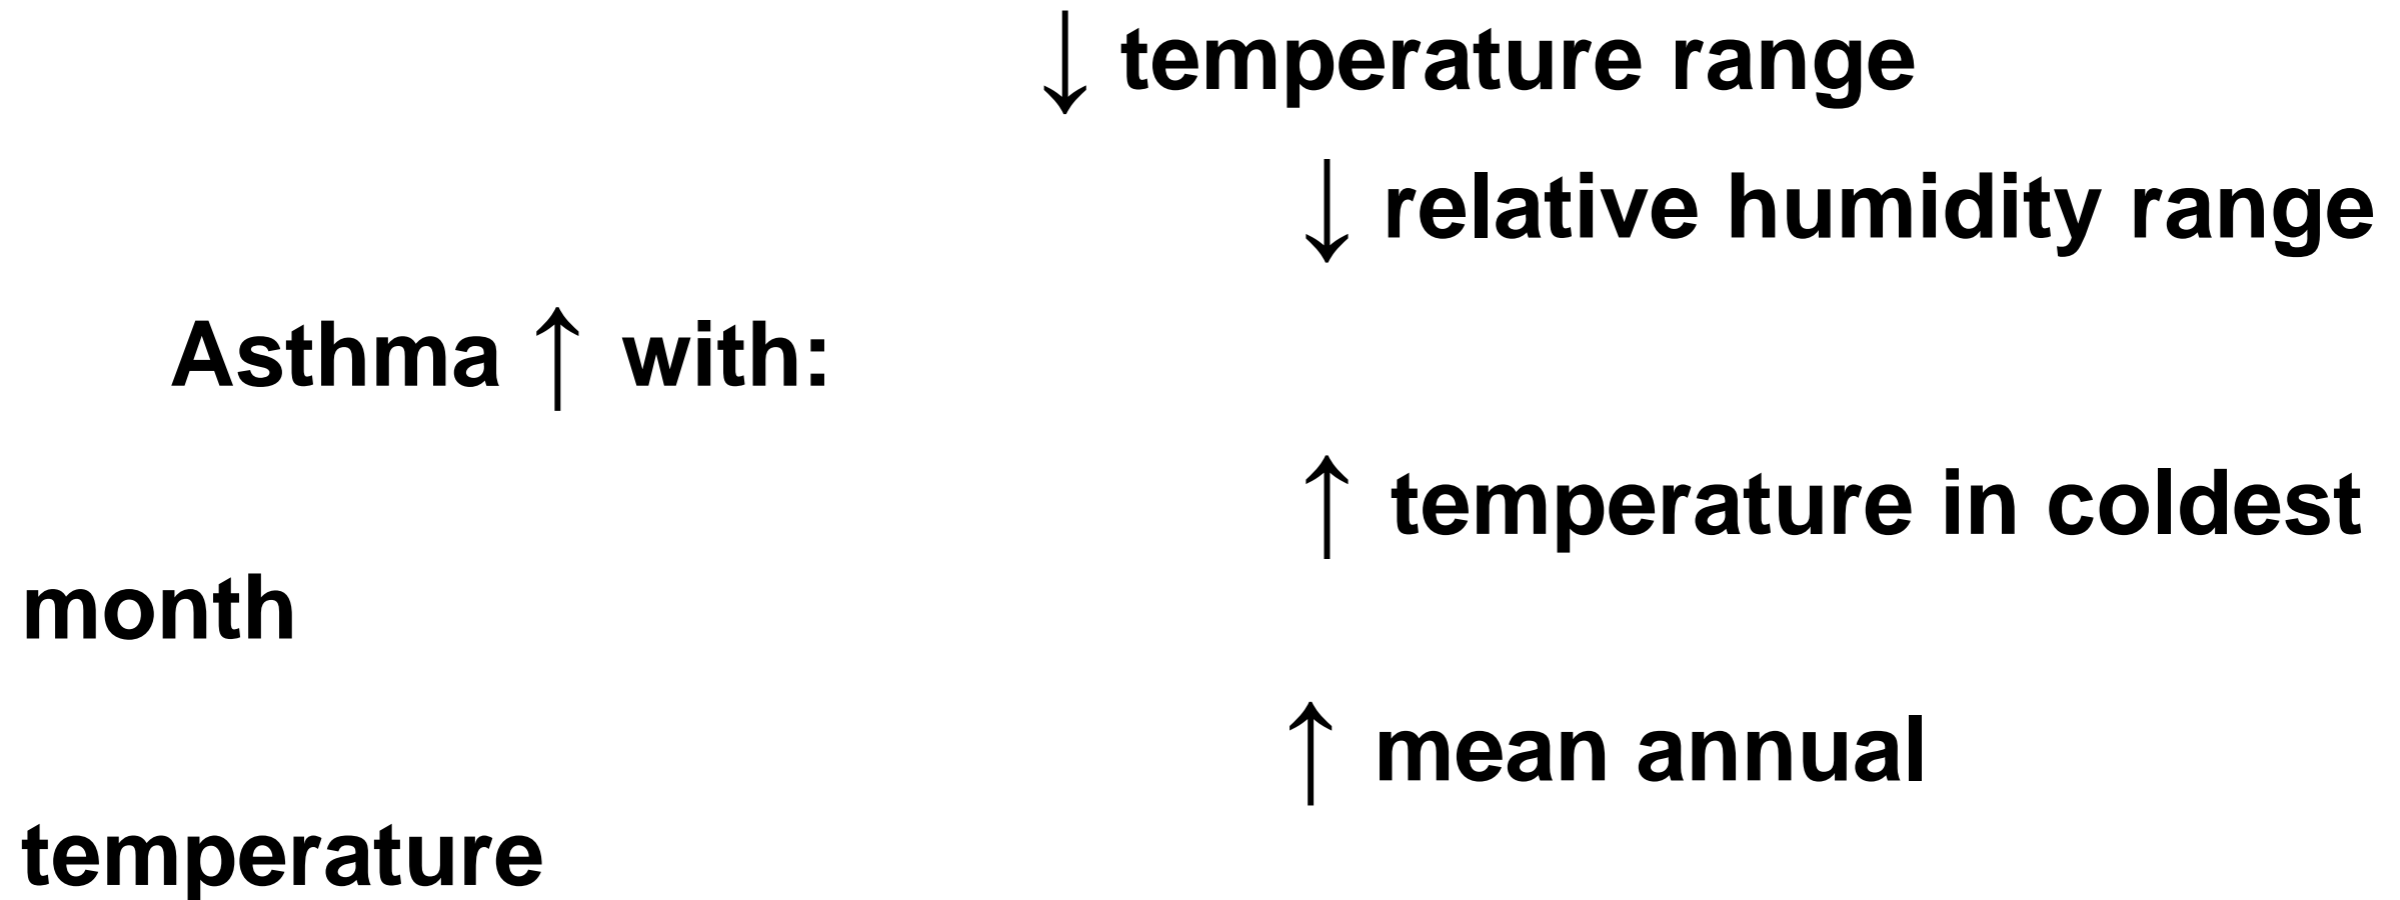 ↓ temperature range
↓ relative humidity range
Asthma ↑ with:
↑ temperature in coldest
month
↑ mean annual
temperature